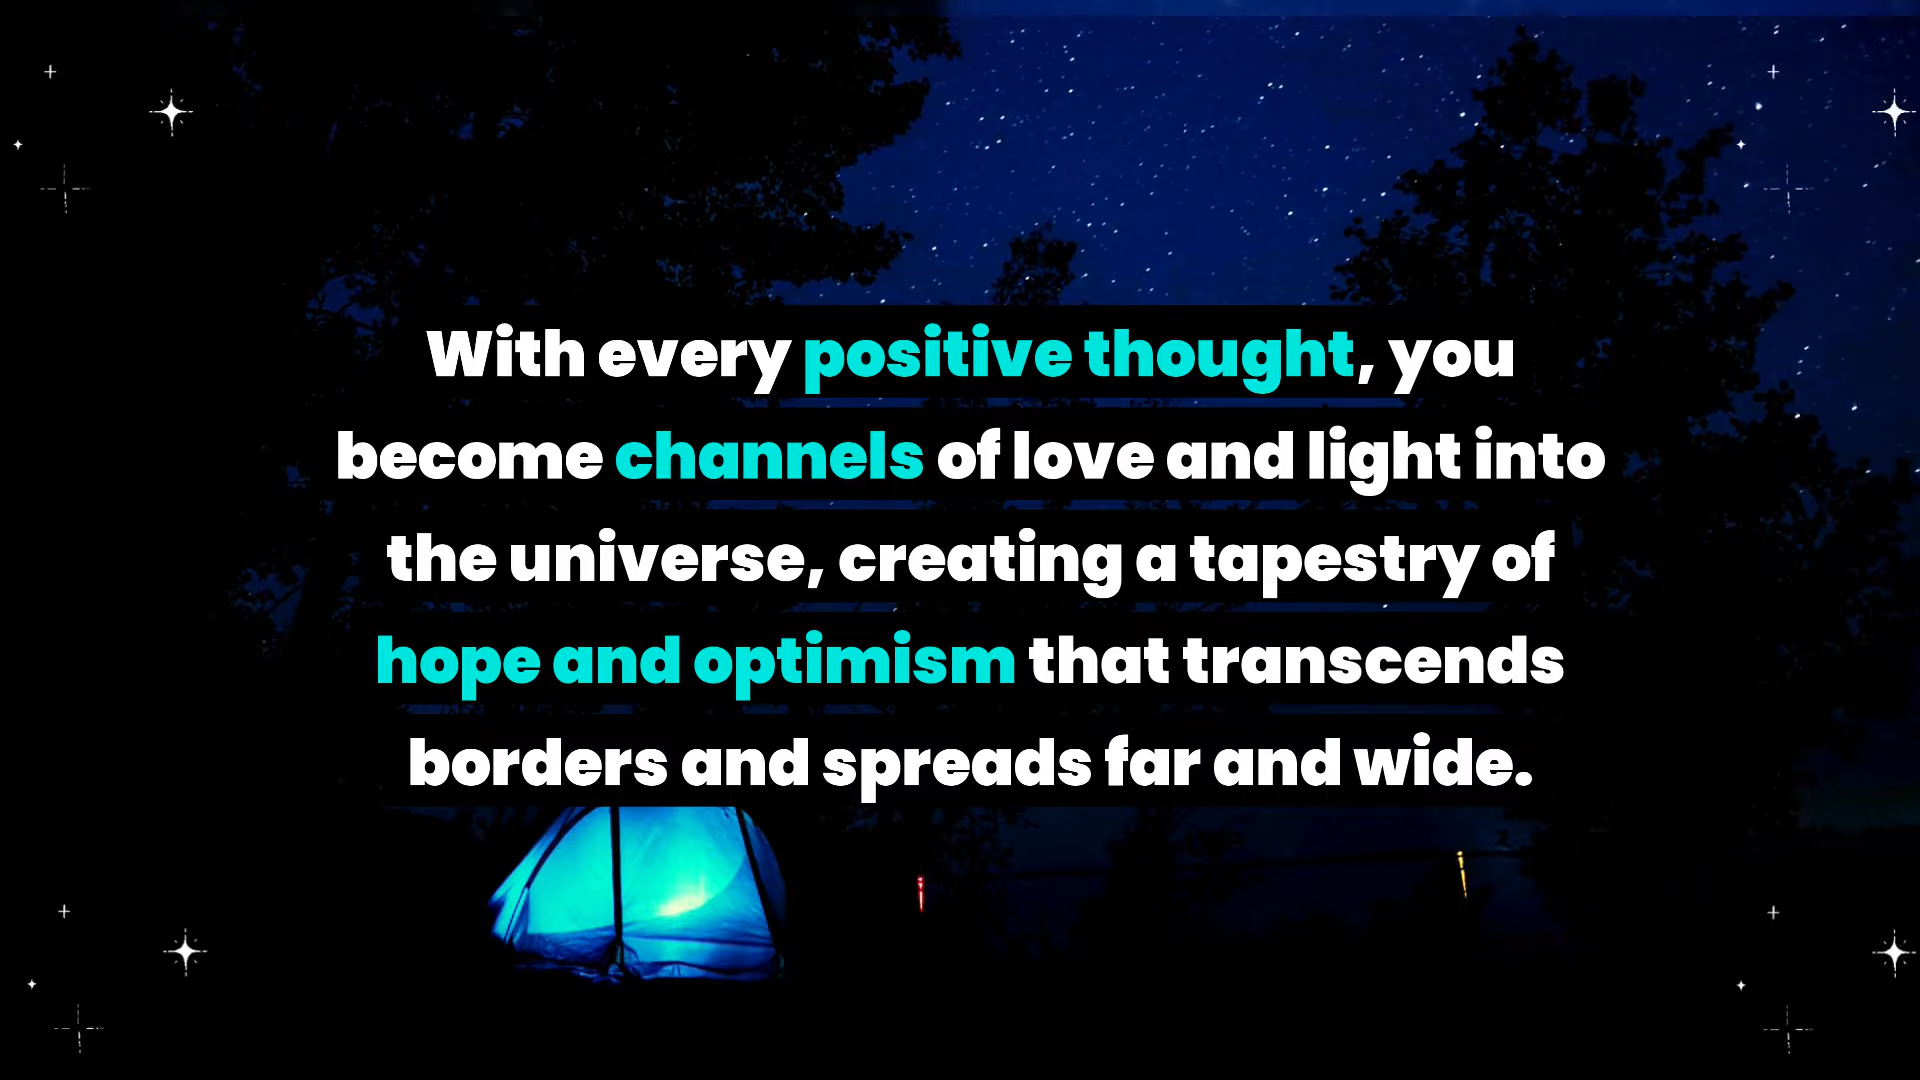 With every positive thought, you
become channels of love and light into
the universe, creating a tapestry of
hope and optimism that transcends
borders and spreads far and wide.